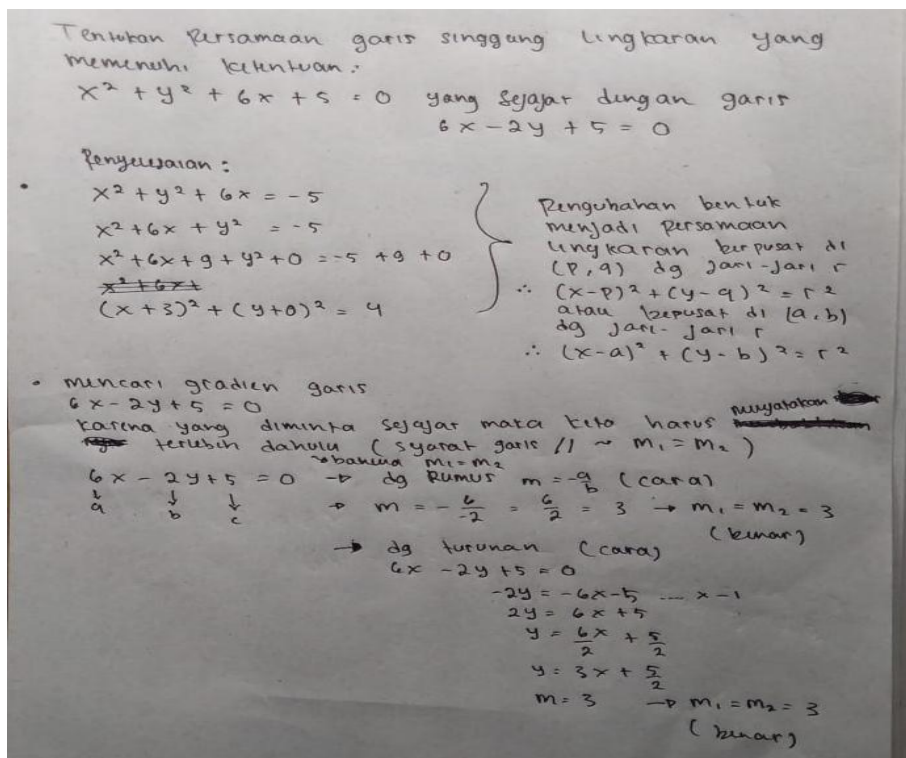 Tentukan Persamaan garis singgung lingkaran yang
memenuhi ketentuan :
x² + y² + 6x + 5 = 0 yang sejajar dengan garis
6x - 2y + 5 = 0
Penyelesaian :
• x² + y² + 6x = -5
x² + 6x + y² = -5
x² + 6x + 9 + y² + 0 = -5 + 9 + 0
x² + 6x +
(x + 3)² + (y + 0)² = 4
Pengubahan bentuk
menjadi persamaan
lingkaran berpusat di
(p, q) dg jari-jari r
∴ (x - p)² + (y - q)² = r²
atau berpusat di (a, b)
dg jari-jari r
∴ (x - a)² + (y - b)² = r²
• mencari gradien garis
6x - 2y + 5 = 0
karena yang diminta sejajar maka kita harus menyatakan
terlebih dahulu (syarat garis // ~ m₁ = m₂)
bahwa m₁ = m₂
6x - 2y + 5 = 0 → dg Rumus m = -a/b (cara)
a b c → m = - 6/-2 = 6/2 = 3 → m₁ = m₂ = 3
(benar)
→ dg turunan (cara)
6x - 2y + 5 = 0
-2y = -6x - 5 .... x -1
2y = 6x + 5
y = 6x/2 + 5/2
y = 3x + 5/2
m = 3 → m₁ = m₂ = 3
(benar)